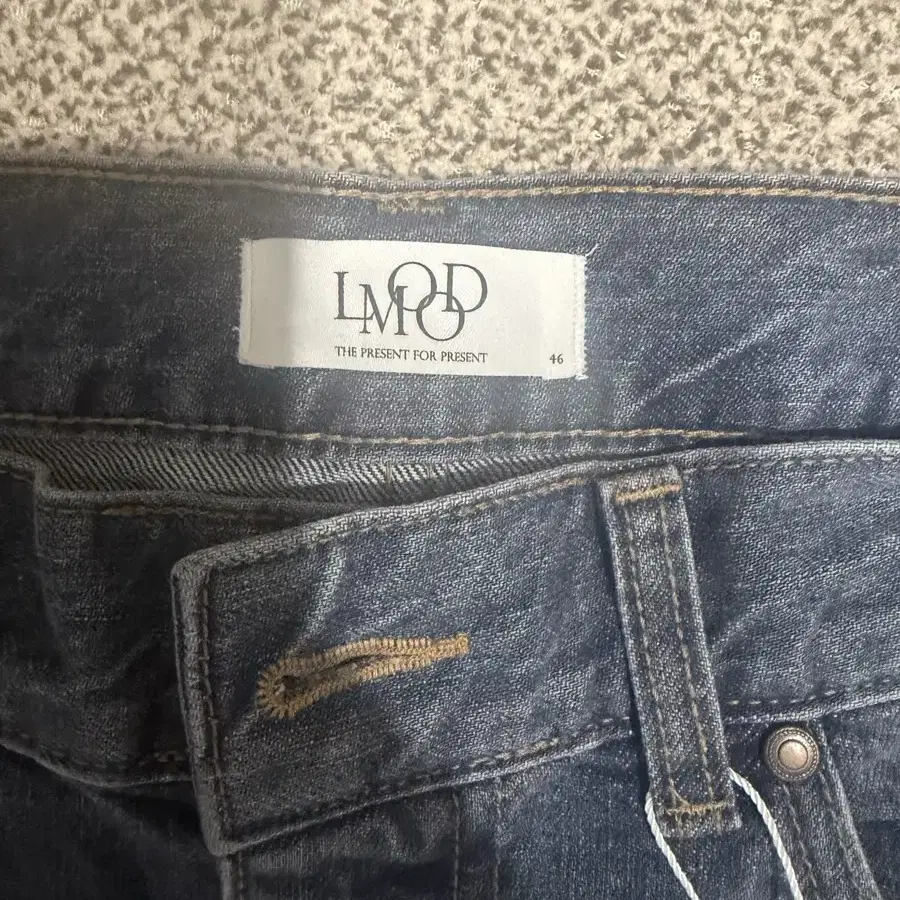 LMOOD
THE PRESENT FOR PRESENT
46